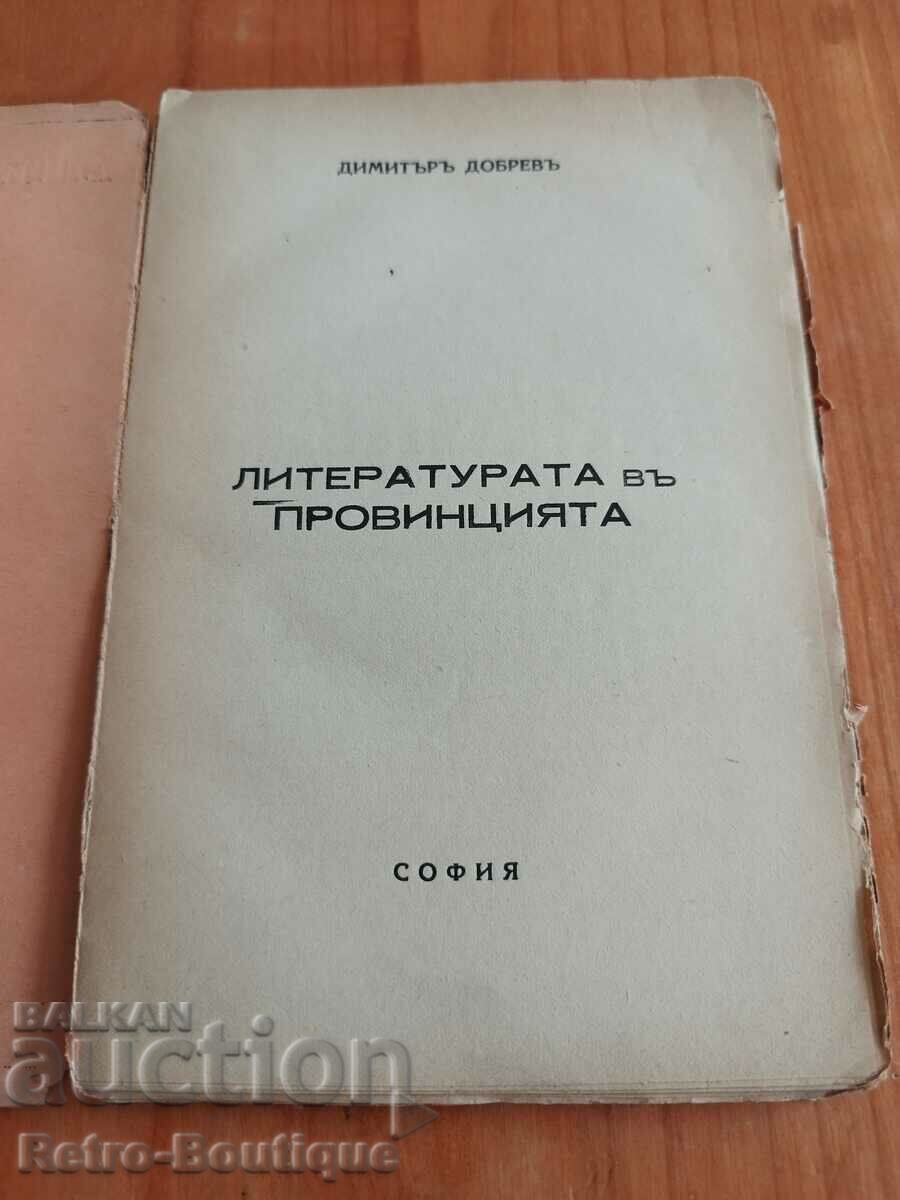 ДИМИТЪРЪ ДОБРЕВЪ
ЛИТЕРАТУРАТА ВЪ
ПРОВИНЦИЯТА
СОФИЯ
BALKAN
auction
Retro-Boutique